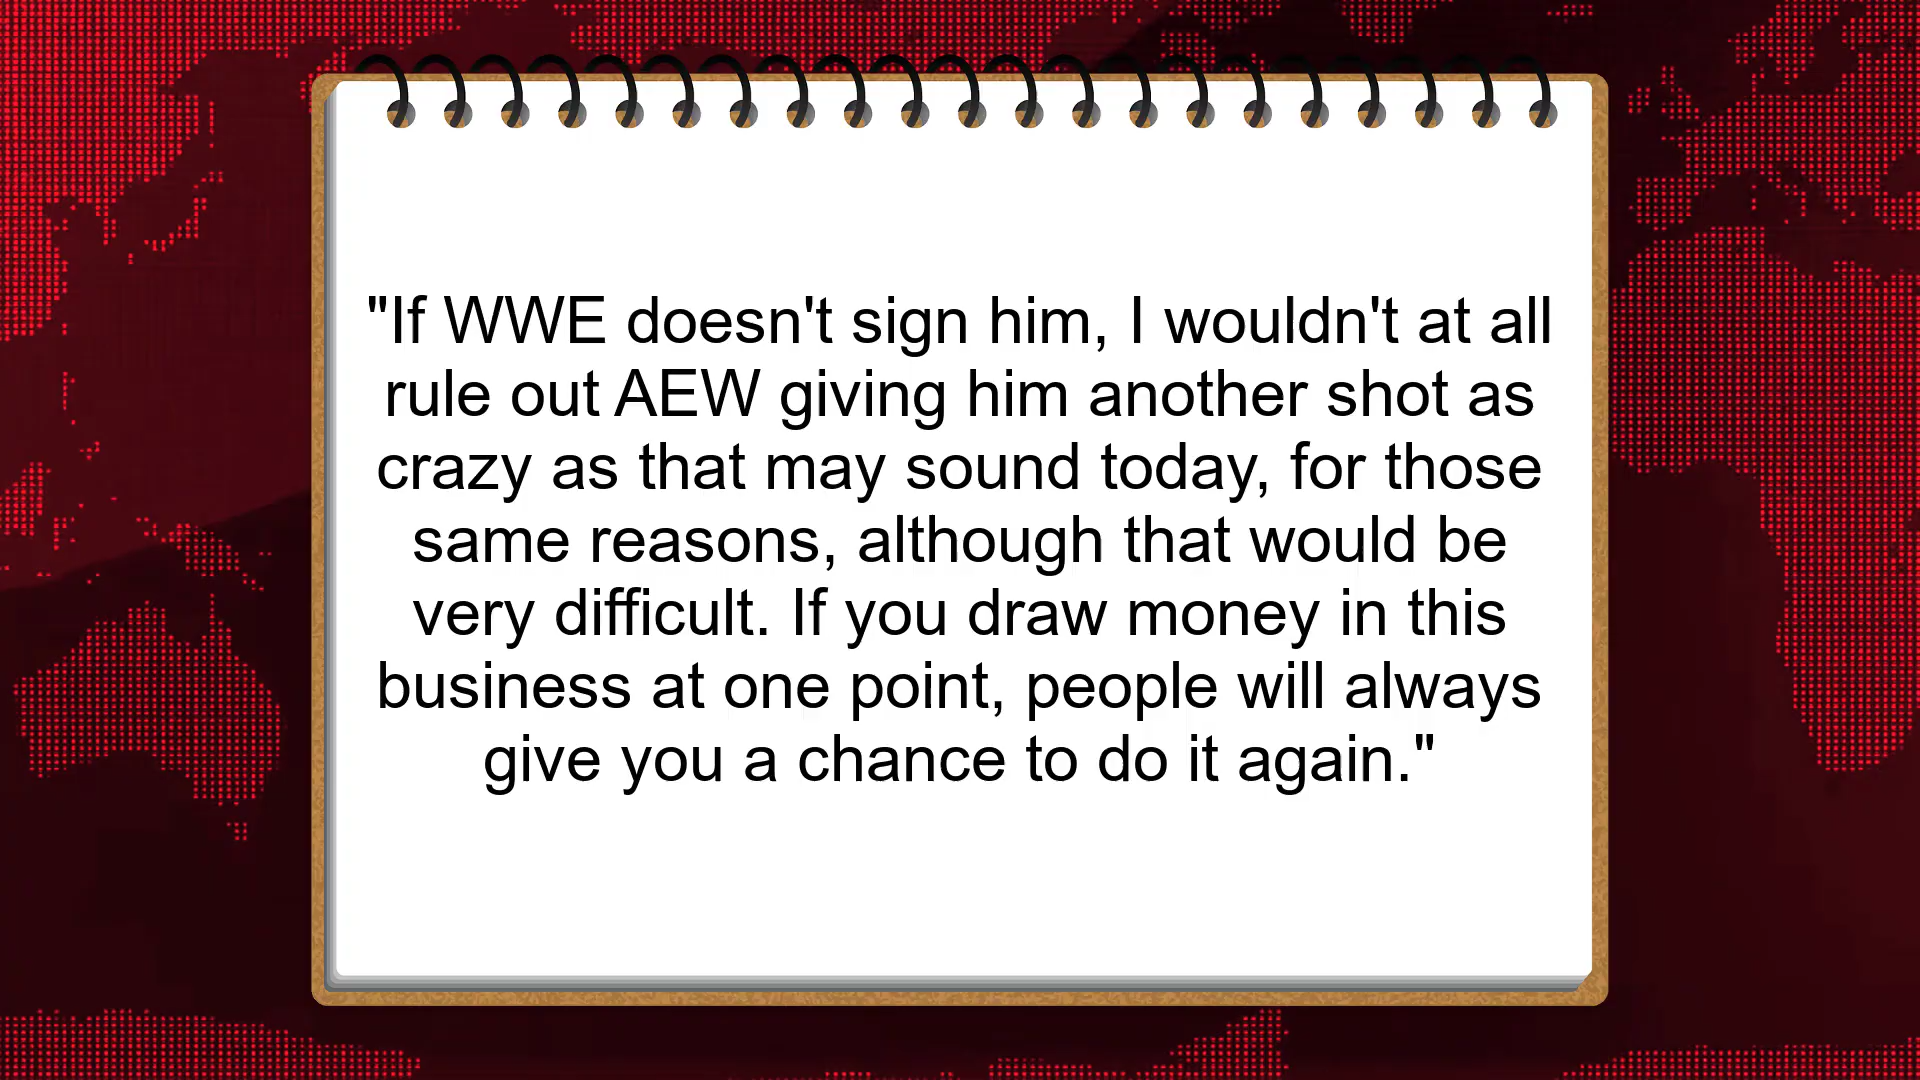 "If WWE doesn't sign him, I wouldn't at all
rule out AEW giving him another shot as
crazy as that may sound today, for those
same reasons, although that would be
very difficult. If you draw money in this
business at one point, people will always
give you a chance to do it again."